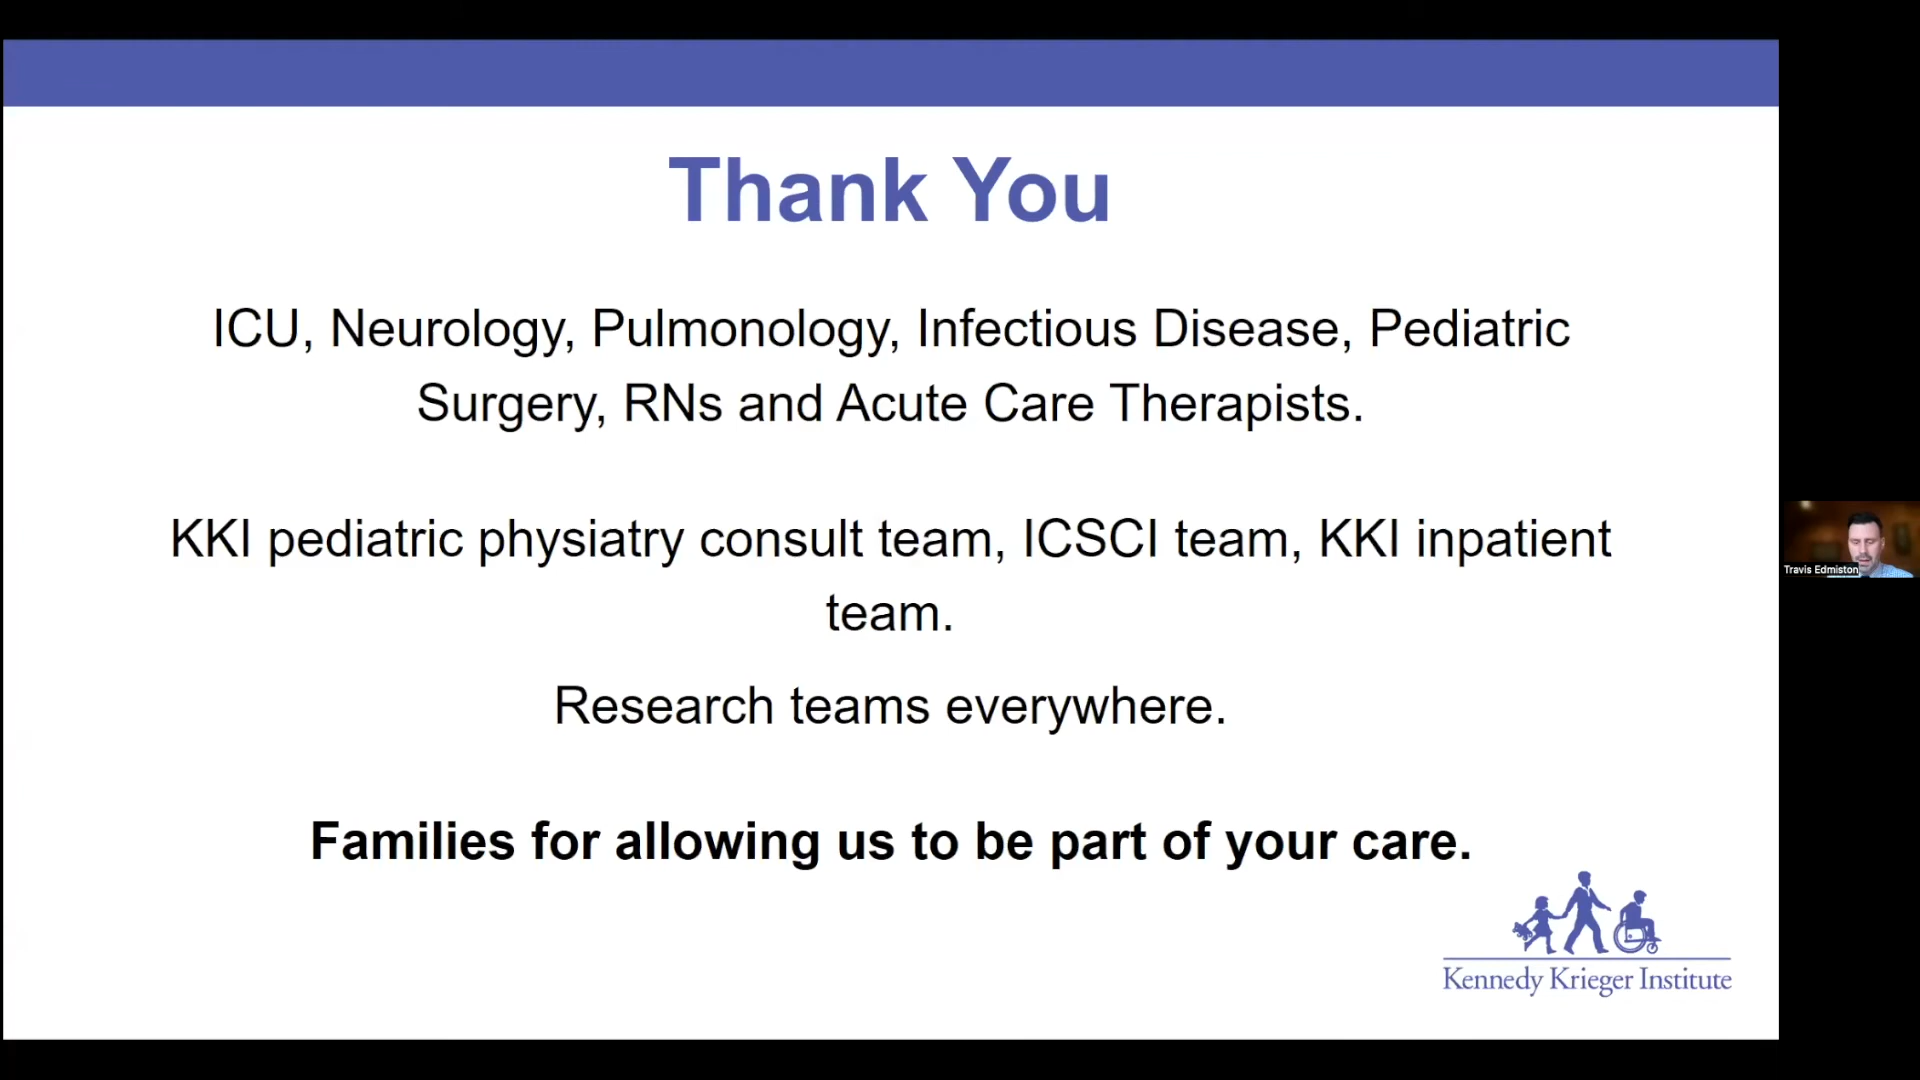 Thank You
ICU, Neurology, Pulmonology, Infectious Disease, Pediatric
Surgery, RNs and Acute Care Therapists.
KKI pediatric physiatry consult team, ICSCI team, KKI inpatient
team.
Research teams everywhere.
Families for allowing us to be part of your care.
Kennedy Krieger Institute
Travis Edmiston